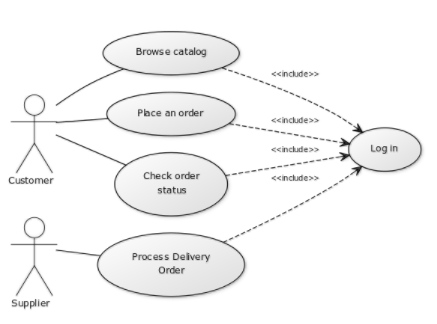 Browse catalog
<<include>>
Place an order
<<include>>
Log in
<<include>>
Check order
status
<<include>>
Customer
Process Delivery
Order
Supplier